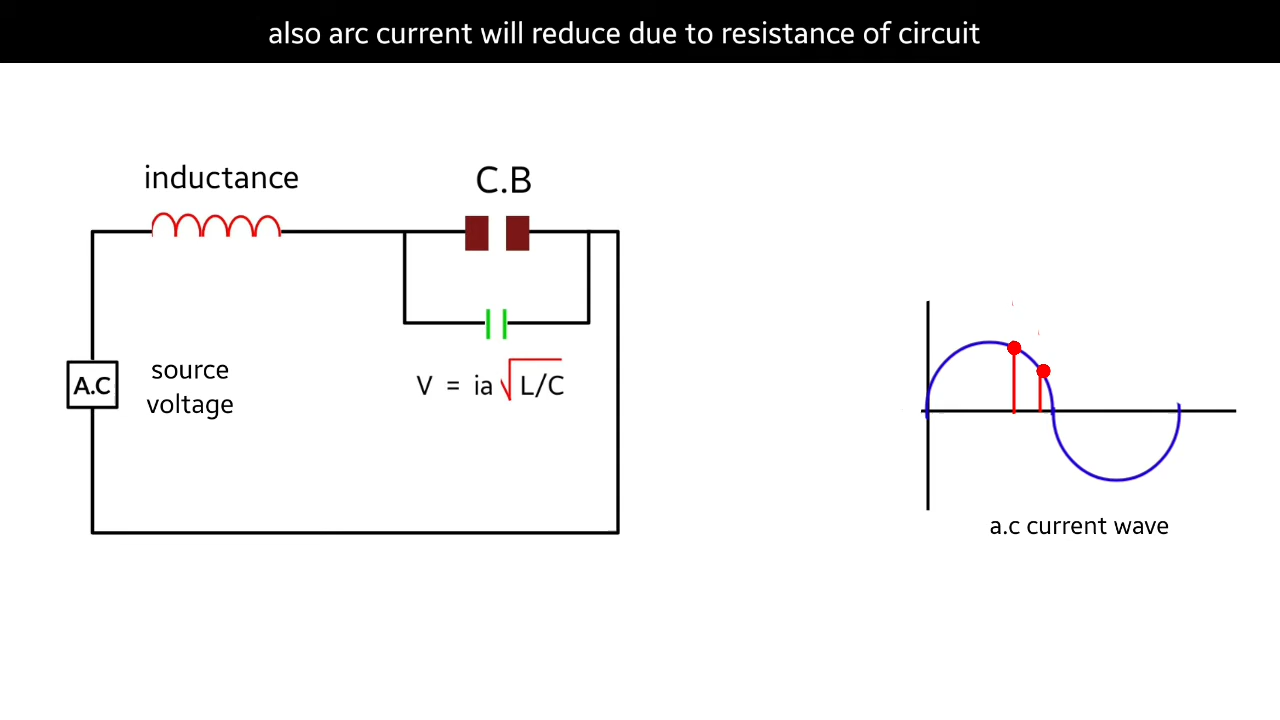 also arc current will reduce due to resistance of circuit
inductance
C.B
A.C
source
voltage
V = ia √L/C
a.c current wave